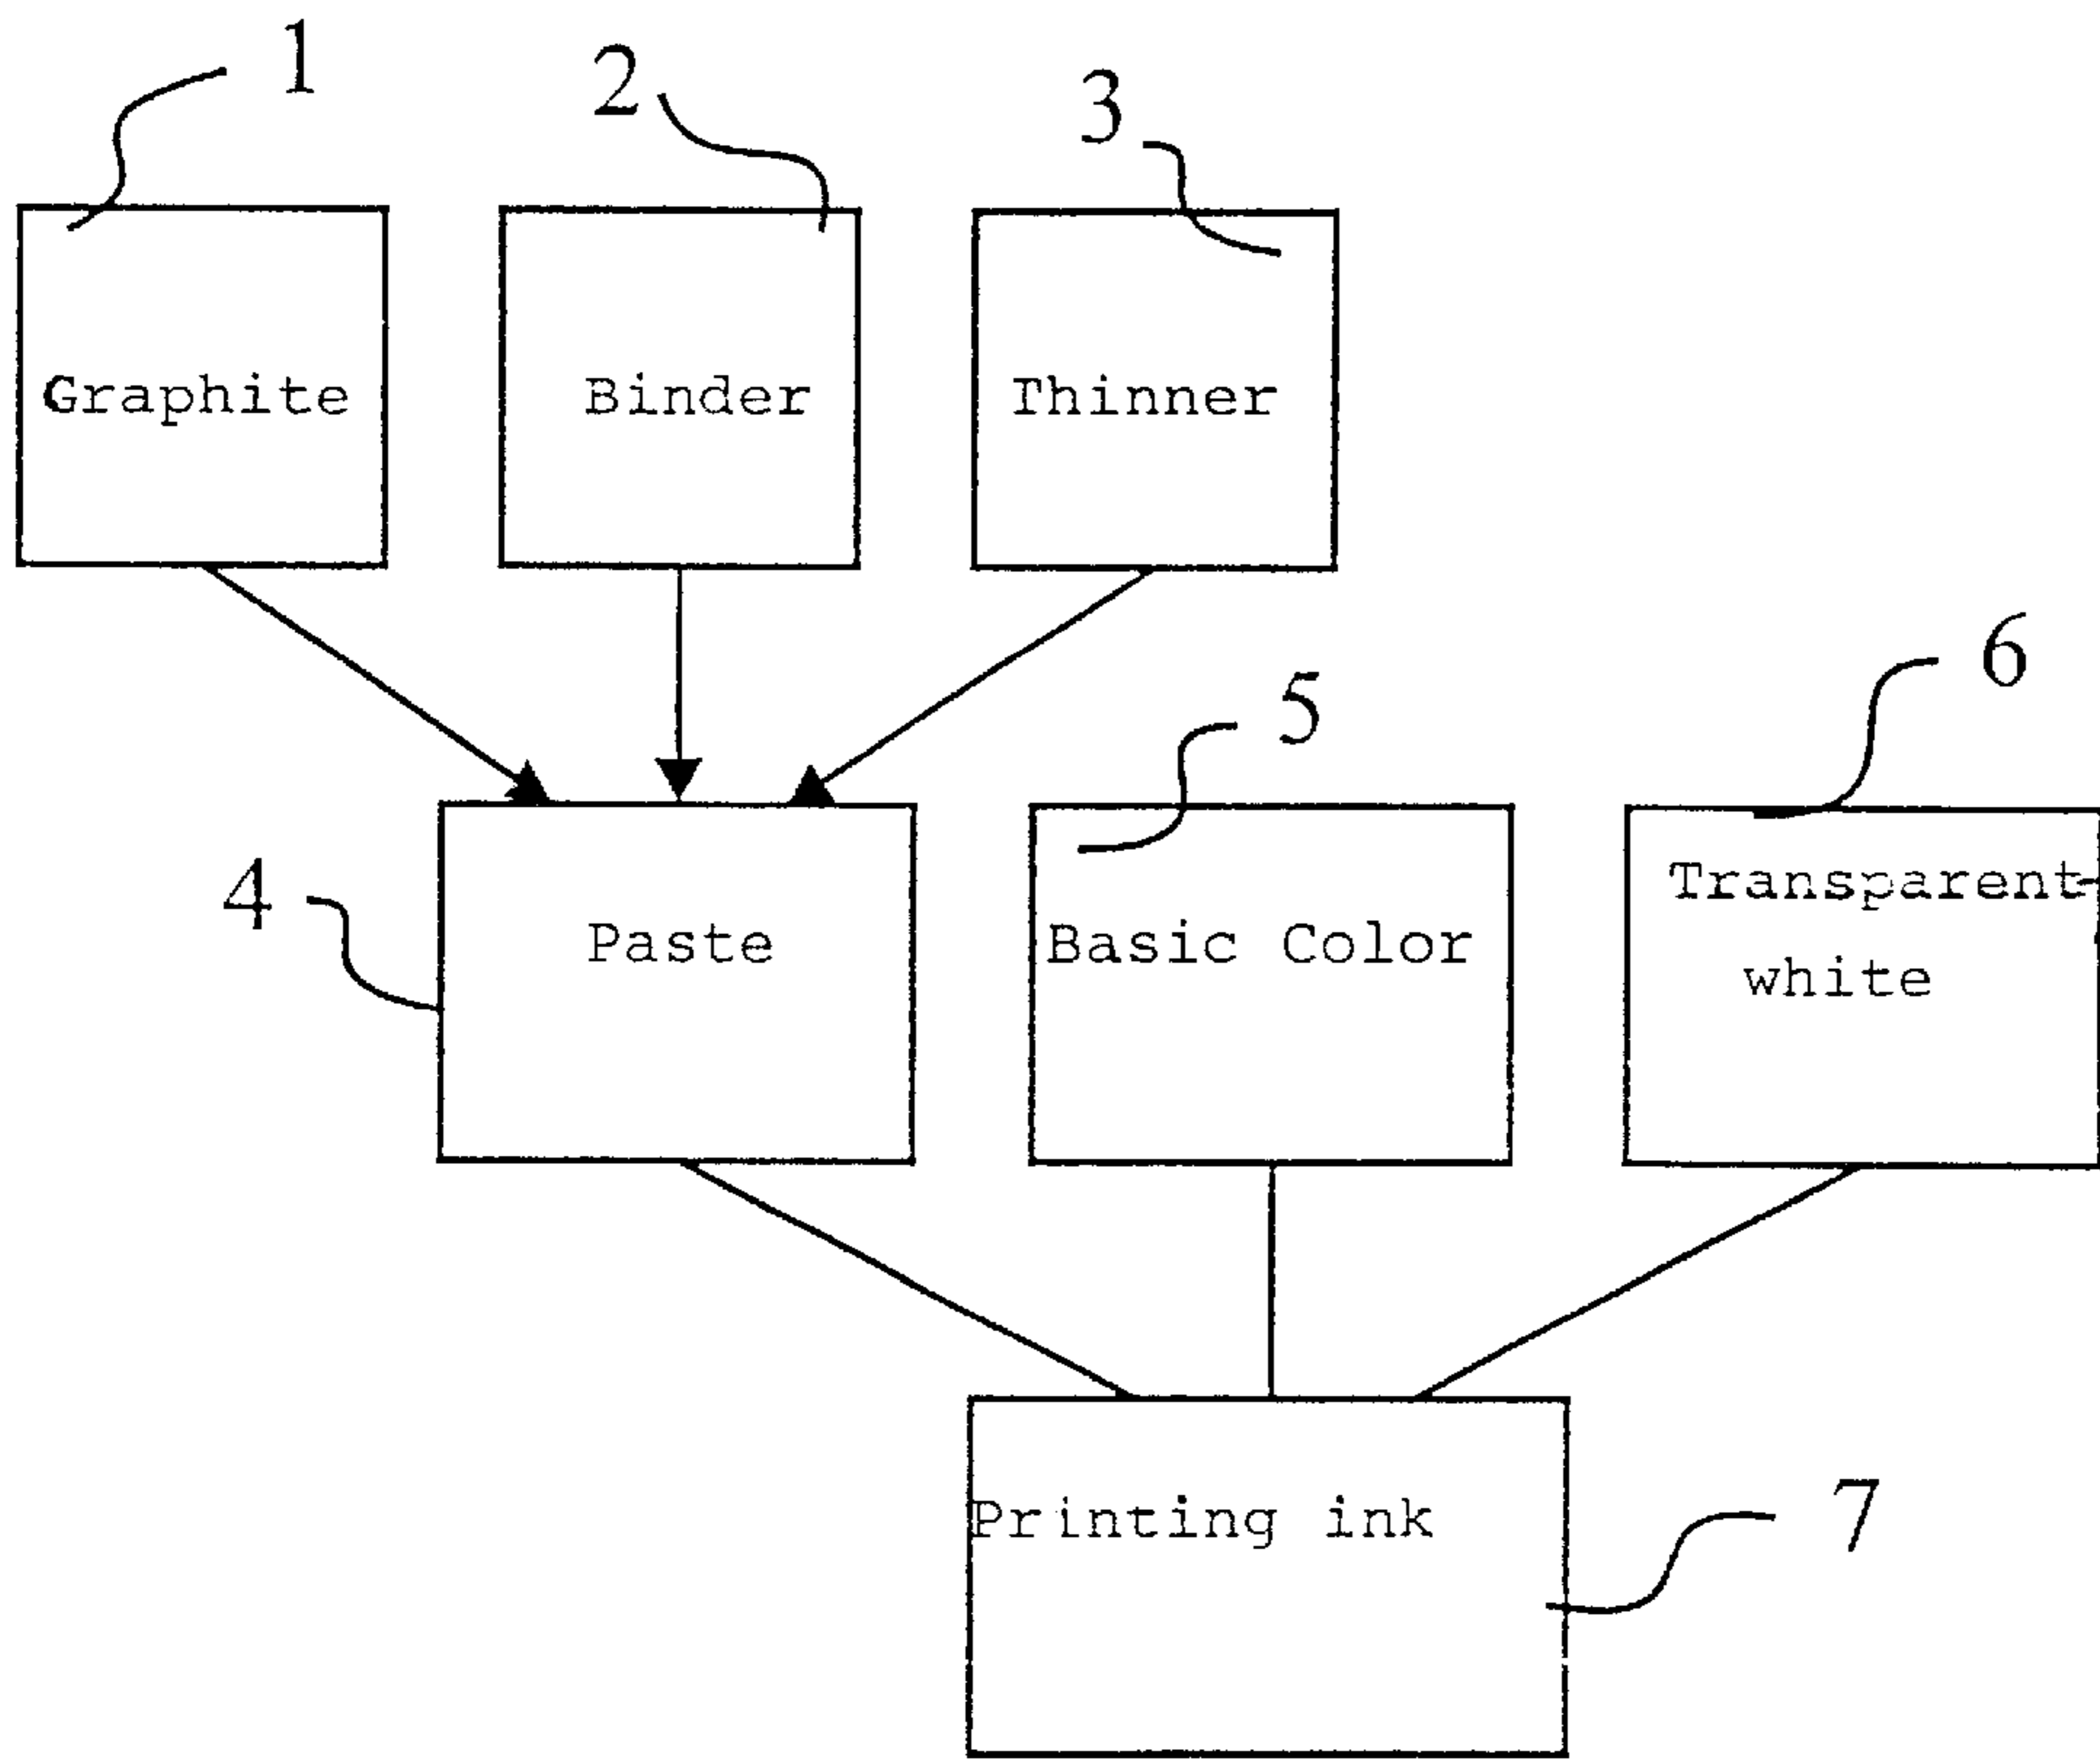 1
2
3
Graphite
Binder
Thinner
4
5
6
Paste
Basic Color
Transparent-
white
Printing ink
7